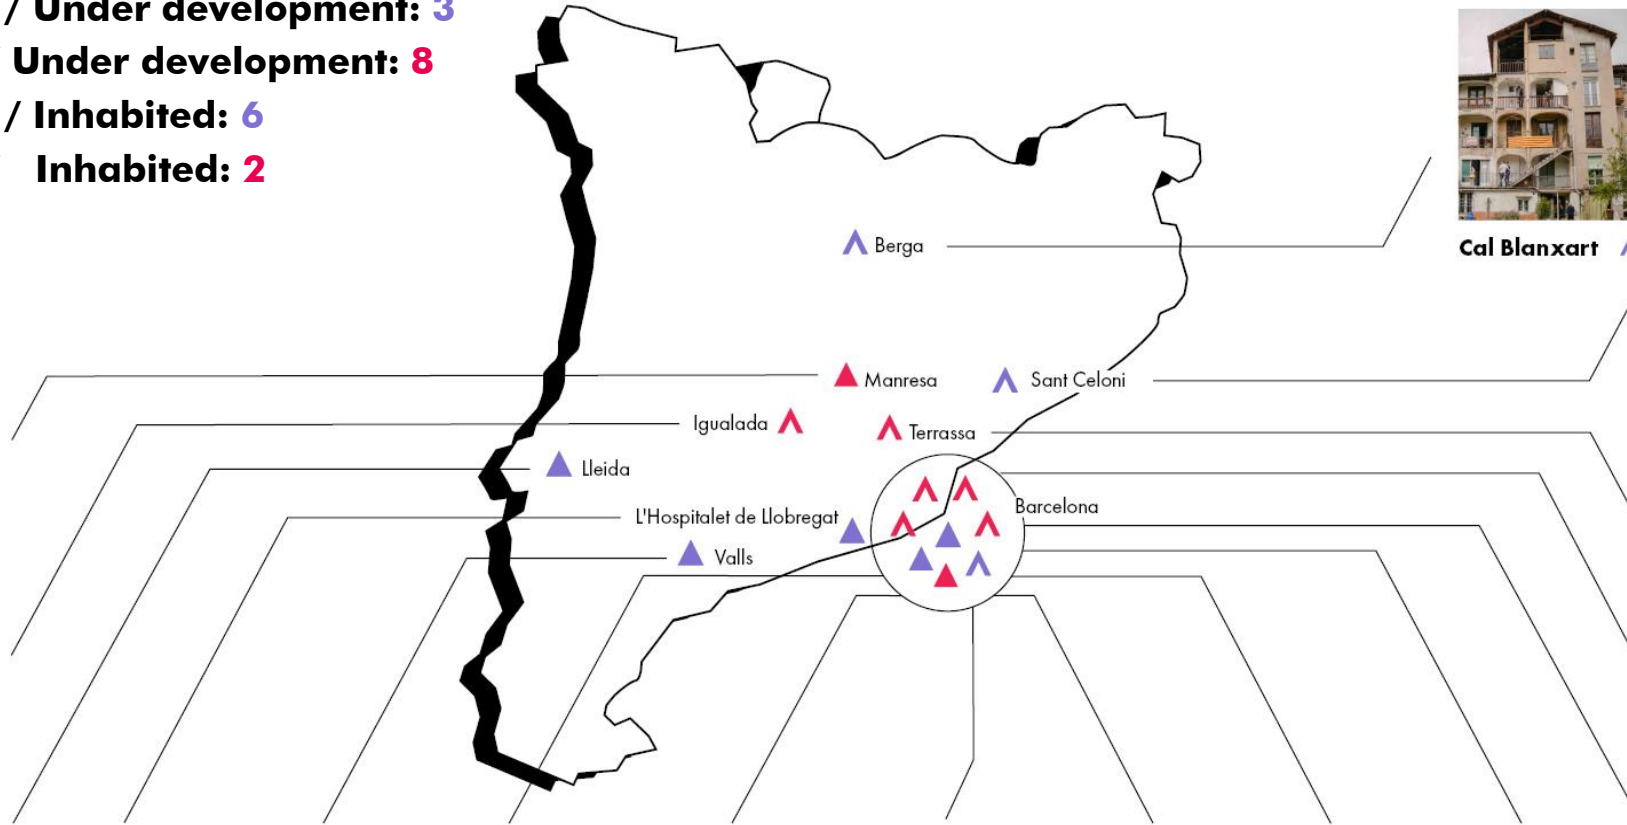 / Under development: 3
Under development: 8
/ Inhabited: 6
Inhabited: 2
Berga
Cal Blanxart
Manresa
Sant Celoni
Igualada
Terrassa
Lleida
Barcelona
L'Hospitalet de Llobregat
Valls